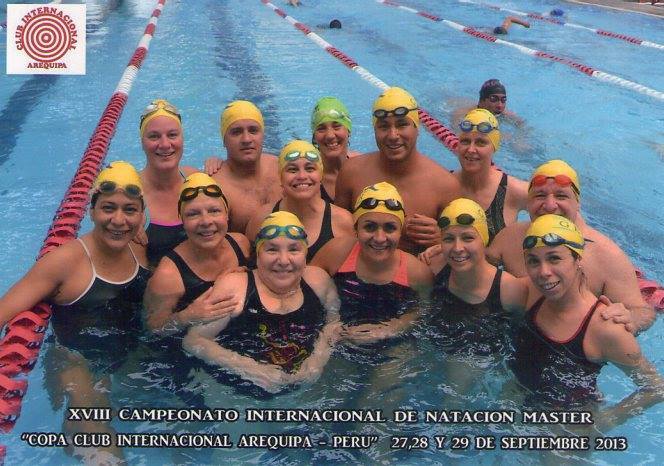 CLUB INTERNACIONAL
AREQUIPA
XVIII CAMPEONATO INTERNACIONAL DE NATACION MASTER
"COPA CLUB INTERNACIONAL AREQUIPA - PERU" 27,28 Y 29 DE SEPTIEMBRE 2013